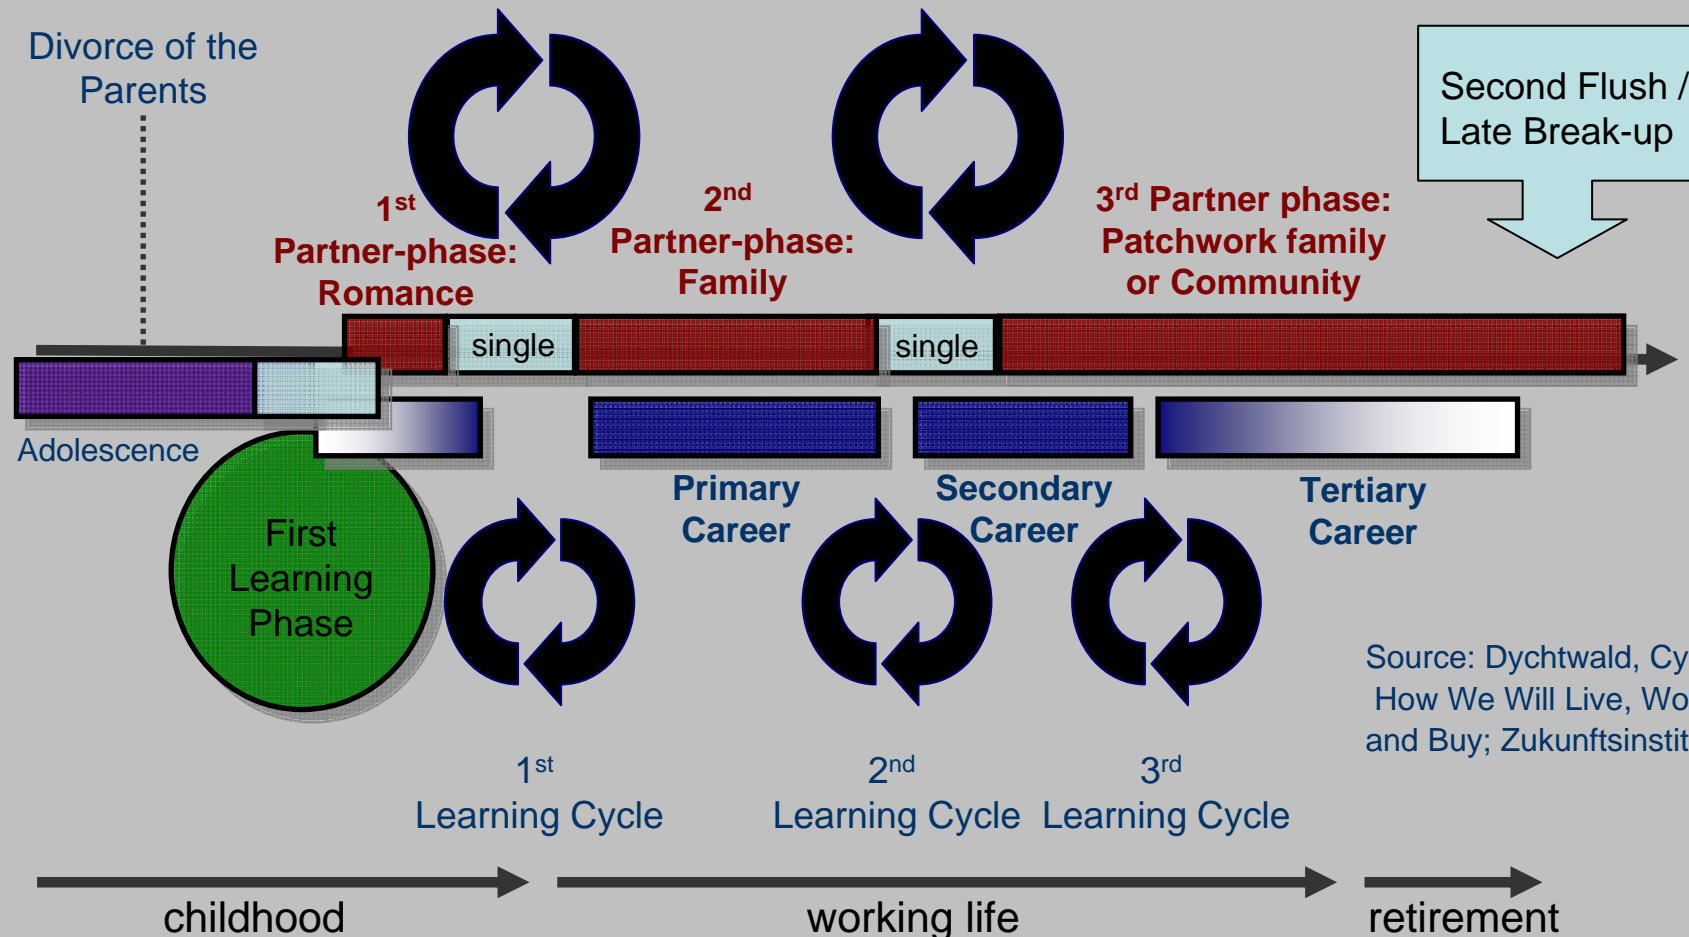 Divorce of the
Parents
Second Flush /
Late Break-up
1st
Partner-phase:
Romance
2nd
Partner-phase:
Family
3rd Partner phase:
Patchwork family
or Community
single
single
Adolescence
First
Learning
Phase
Primary
Career
Secondary
Career
Tertiary
Career
Source: Dychtwald, Cy
How We Will Live, Wo
and Buy; Zukunftsinstit
1st
Learning Cycle
2nd
Learning Cycle
3rd
Learning Cycle
childhood
working life
retirement